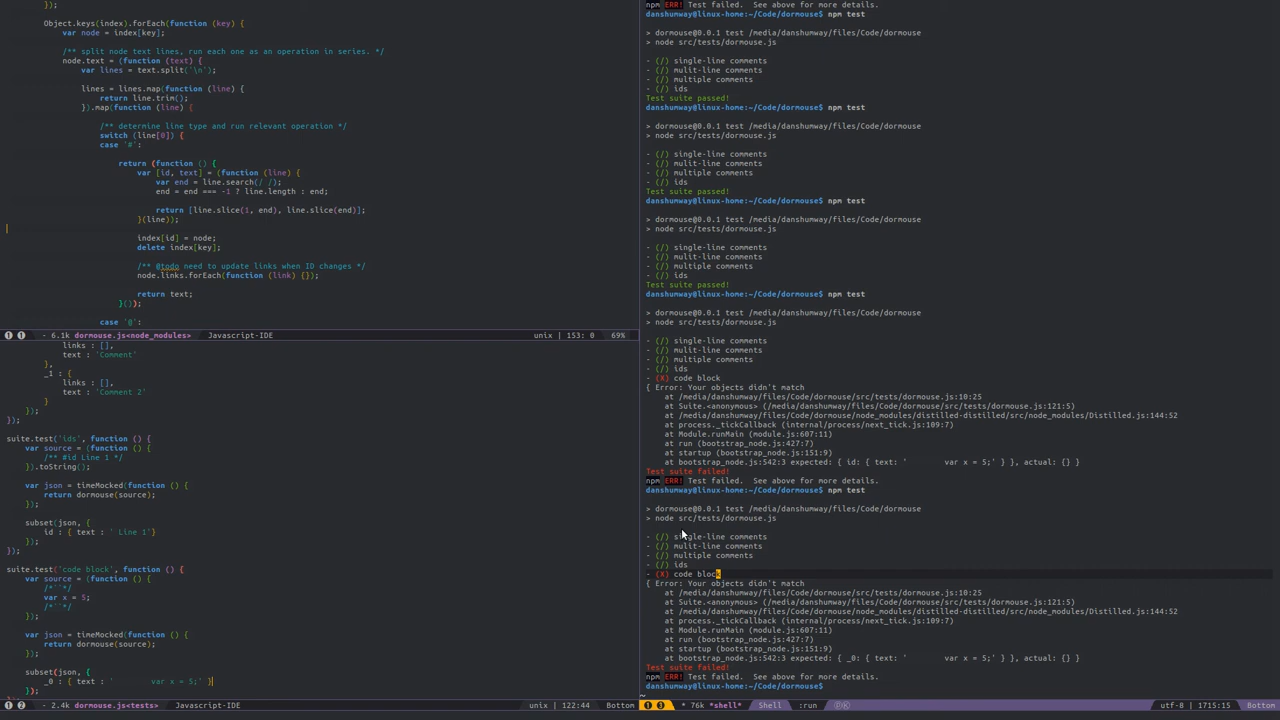 });
Object.keys(index).forEach(function (key) {
var node = index[key];
/** split node text lines, run each one as an operation in series. */
node.text = (function (text) {
var lines = text.split('\n');
lines = lines.map(function (line) {
return line.trim();
}).map(function (line) {
/** determine line type and run relevant operation */
switch (line[0]) {
case '#':
return (function () {
var [id, text] = (function (line) {
var end = line.search(/ /);
end = end === -1 ? line.length : end;
return [line.slice(1, end), line.slice(end)];
}(line));
index[id] = node;
delete index[key];
/** @todo need to update links when ID changes */
node.links.forEach(function (link) {});
return text;
}());
case '@':
- 6.1k dormouse.js<node_modules> Javascript-IDE unix | 153: 0 69%
links : [],
text : 'Comment'
},
_1 : {
links : [],
text : 'Comment 2'
}
});
});
suite.test('ids', function () {
var source = (function () {
/** #id Line 1 */
}).toString();
var json = timeMocked(function () {
return dormouse(source);
});
subset(json, {
id : { text : ' Line 1'}
});
});
suite.test('code block', function () {
var source = (function () {
/*``*/
var x = 5;
/*``*/
var json = timeMocked(function () {
return dormouse(source);
});
subset(json, {
_0 : { text : '        var x = 5;' }
});
- 2.4k dormouse.js<tests> Javascript-IDE unix | 122:44 Bottom
npm ERR! Test failed.  See above for more details.
danshumway@linux-home:~/Code/dormouse$ npm test
> dormouse@0.0.1 test /media/danshumway/files/Code/dormouse
> node src/tests/dormouse.js
- (/) single-line comments
- (/) mulit-line comments
- (/) multiple comments
- (/) ids
Test suite passed!
danshumway@linux-home:~/Code/dormouse$ npm test
> dormouse@0.0.1 test /media/danshumway/files/Code/dormouse
> node src/tests/dormouse.js
- (/) single-line comments
- (/) mulit-line comments
- (/) multiple comments
- (/) ids
Test suite passed!
danshumway@linux-home:~/Code/dormouse$ npm test
> dormouse@0.0.1 test /media/danshumway/files/Code/dormouse
> node src/tests/dormouse.js
- (/) single-line comments
- (/) mulit-line comments
- (/) multiple comments
- (/) ids
Test suite passed!
danshumway@linux-home:~/Code/dormouse$ npm test
> dormouse@0.0.1 test /media/danshumway/files/Code/dormouse
> node src/tests/dormouse.js
- (/) single-line comments
- (/) mulit-line comments
- (/) multiple comments
- (/) ids
- (X) code block
{ Error: Your objects didn't match
at /media/danshumway/files/Code/dormouse/src/tests/dormouse.js:10:25
at Suite.<anonymous> (/media/danshumway/files/Code/dormouse/src/tests/dormouse.js:121:5)
at /media/danshumway/files/Code/dormouse/node_modules/distilled-distilled/src/node_modules/Distilled.js:144:52
at process._tickCallback (internal/process/next_tick.js:109:7)
at Module.runMain (module.js:607:11)
at run (bootstrap_node.js:427:7)
at startup (bootstrap_node.js:151:9)
at bootstrap_node.js:542:3 expected: { id: { text: '        var x = 5;' } }, actual: {} }
Test suite failed!
npm ERR! Test failed.  See above for more details.
danshumway@linux-home:~/Code/dormouse$ npm test
> dormouse@0.0.1 test /media/danshumway/files/Code/dormouse
> node src/tests/dormouse.js
- (/) single-line comments
- (/) mulit-line comments
- (/) multiple comments
- (/) ids
- (X) code block
{ Error: Your objects didn't match
at /media/danshumway/files/Code/dormouse/src/tests/dormouse.js:10:25
at Suite.<anonymous> (/media/danshumway/files/Code/dormouse/src/tests/dormouse.js:121:5)
at /media/danshumway/files/Code/dormouse/node_modules/distilled-distilled/src/node_modules/Distilled.js:144:52
at process._tickCallback (internal/process/next_tick.js:109:7)
at Module.runMain (module.js:607:11)
at run (bootstrap_node.js:427:7)
at startup (bootstrap_node.js:151:9)
at bootstrap_node.js:542:3 expected: { _0: { text: '        var x = 5;' } }, actual: {} }
Test suite failed!
npm ERR! Test failed.  See above for more details.
danshumway@linux-home:~/Code/dormouse$
~
* 76k *shell* Shell :run utf-8 | 1715:15 Bottom